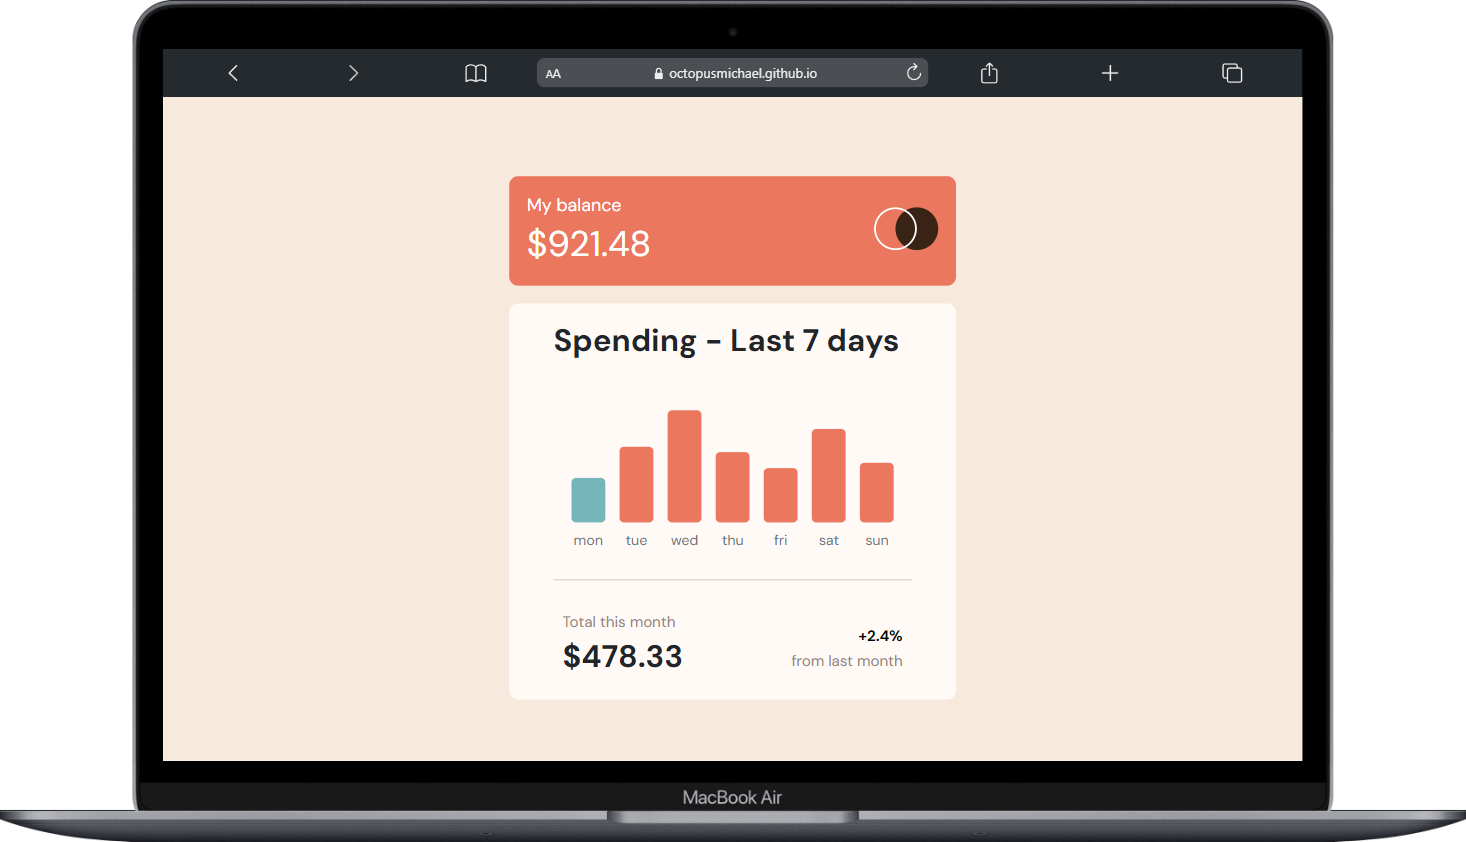 AA
octopusmichael.github.io
My balance
$921.48
Spending - Last 7 days
mon tue wed thu fri sat sun
Total this month
$478.33
+2.4%
from last month
MacBook Air